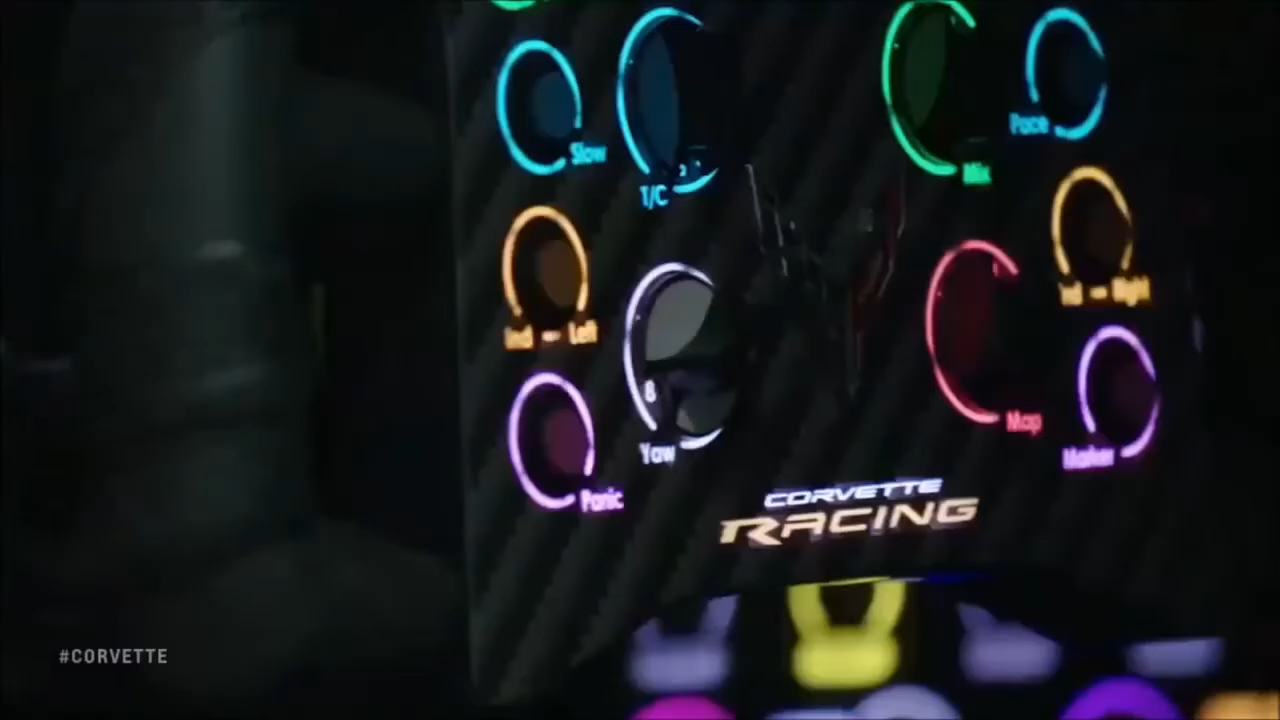 Slow
T/C
Mix
Pace
Ind - Left
Ind - Right
8
Yaw
Map
Marker
Panic
CORVETTE
RACING
#CORVETTE